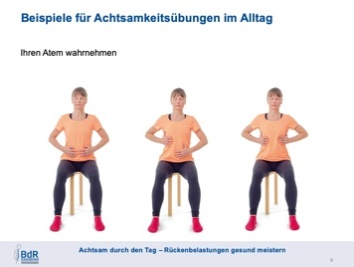 Beispiele für Achtsamkeitsübungen im Alltag
Ihren Atem wahrnehmen
Achtsam durch den Tag – Rückenbelastungen gesund meistern
BdR